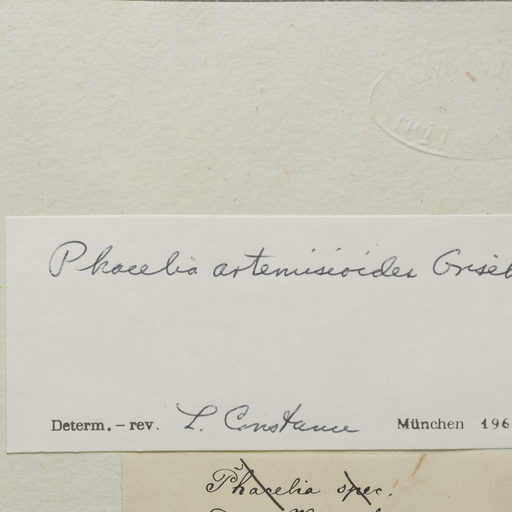 Phacelia artemisioides Griseb
Determ. – rev. L. Constance München 196
Phacelia spec.